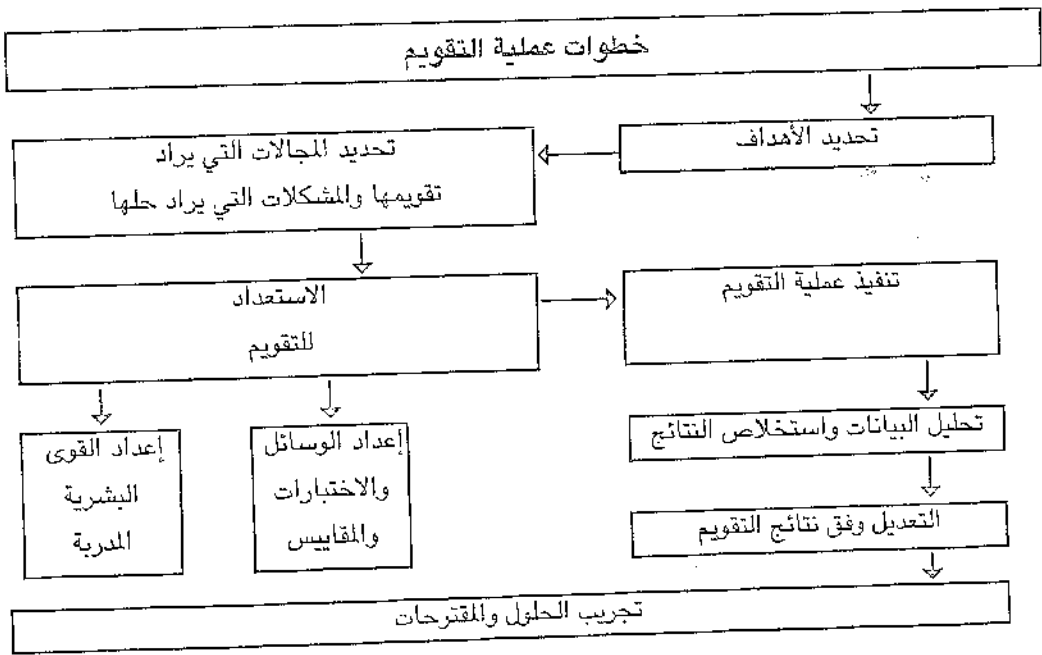 خطوات عملية التقويم
تحديد الأهداف
تحديد المجالات التي يراد
تقويمها والمشكلات التي يراد حلها
الاستعداد
للتقويم
تنفيذ عملية التقويم
إعداد الوسائل
والاختبارات
والمقاييس
إعداد القوى
البشرية
المدربة
تحليل البيانات واستخلاص النتائج
التعديل وفق نتائج التقويم
تجريب الحلول والمقترحات